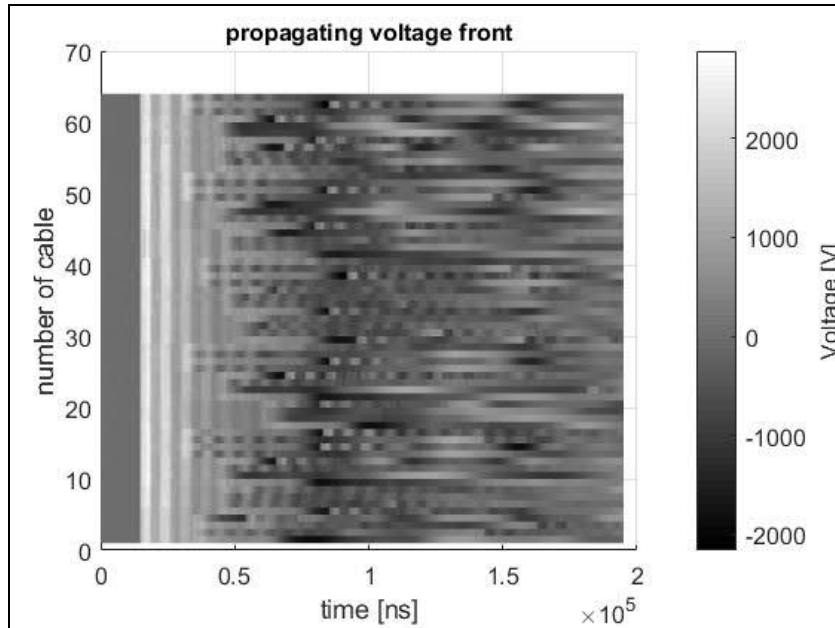 propagating voltage front
70
60
50
40
30
20
10
0
number of cable
0 0.5 1 1.5 2
time [ns]
×10^5
2000
1000
0
-1000
-2000
Voltage [V]